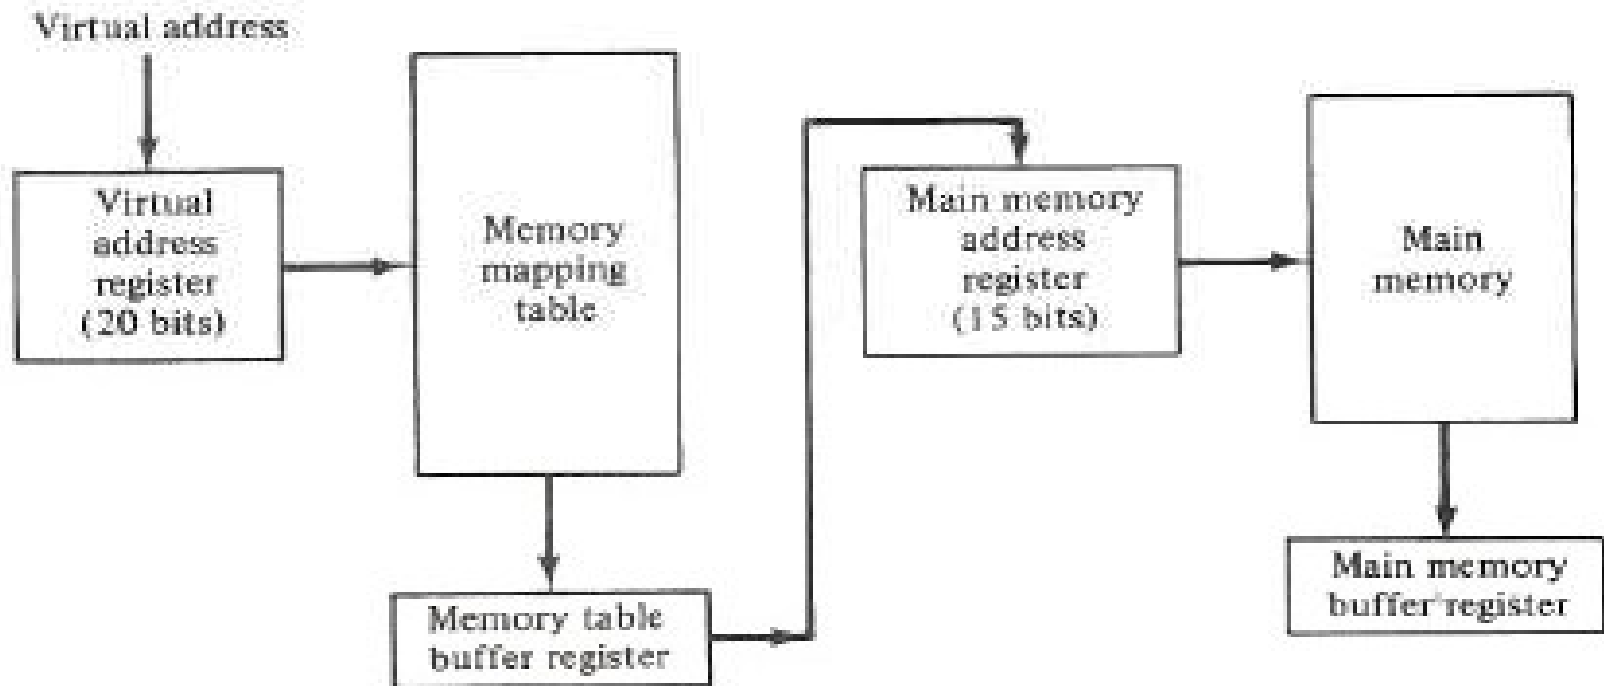 Virtual address
Virtual
address
register
(20 bits)
Memory
mapping
table
Memory table
buffer register
Main memory
address
register
(15 bits)
Main
memory
Main memory
buffer register